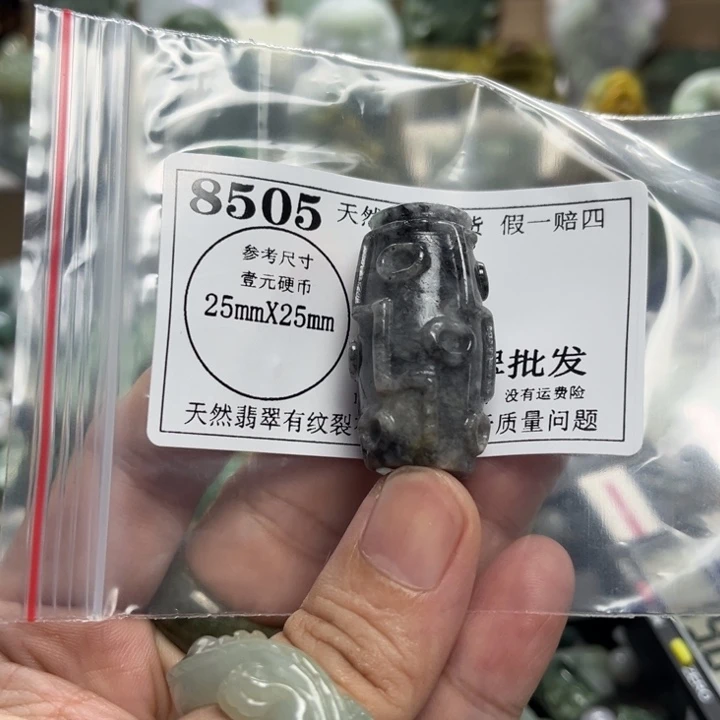 8505 天然 货 假一赔四
参考尺寸
壹元硬币
25mmX25mm
批发
没有运费险
天然翡翠有纹裂 质量问题